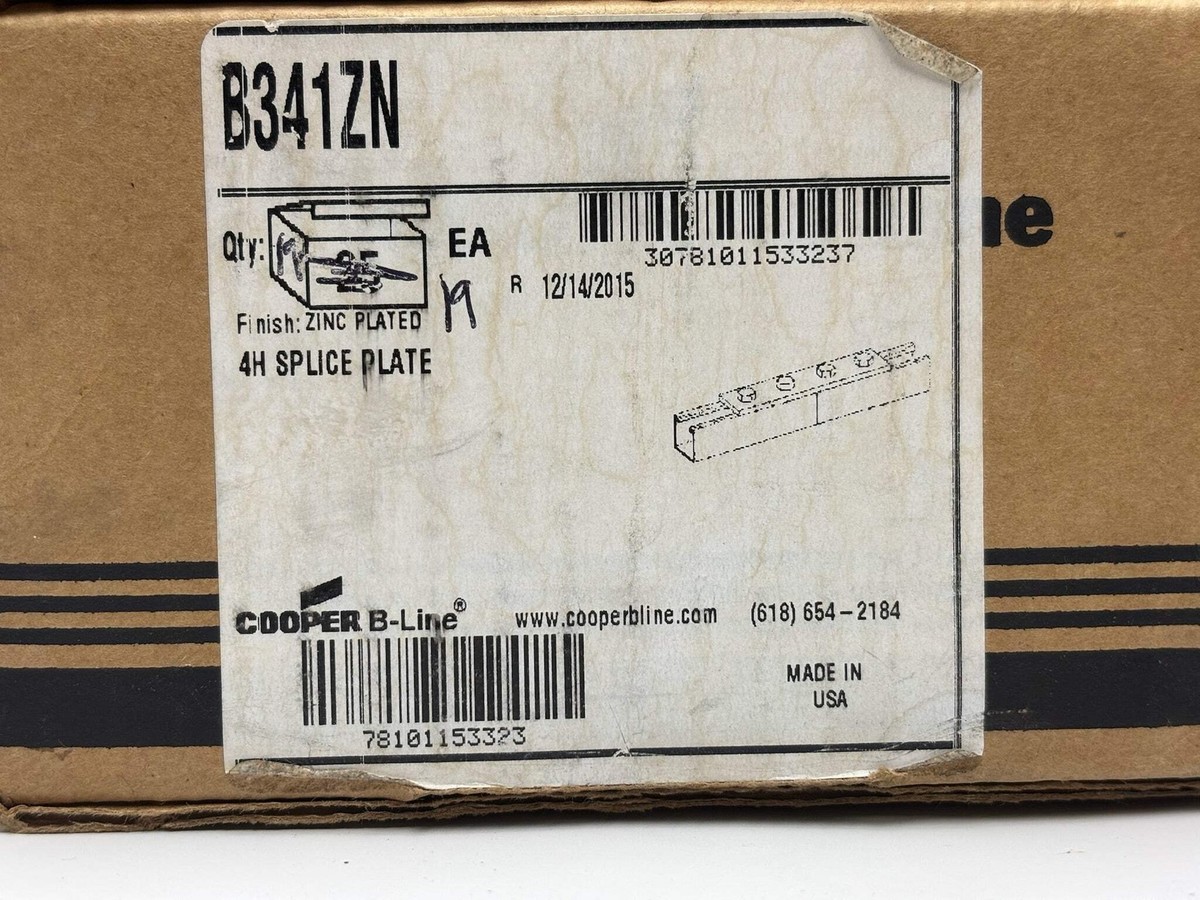 B341ZN
Qty: 19 25 EA
19
30781011533237
R 12/14/2015
Finish: ZINC PLATED
4H SPLICE PLATE
COOPER B-Line® www.cooperbline.com (618) 654-2184
78101153323
MADE IN
USA
ne